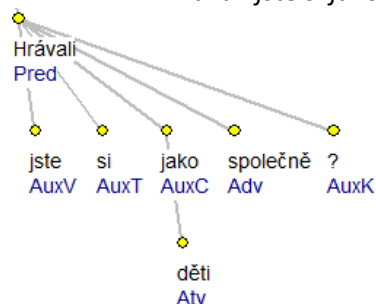 Hrávali
Pred
jste si jako společně ?
AuxV AuxT AuxC Adv AuxK
děti
Atv